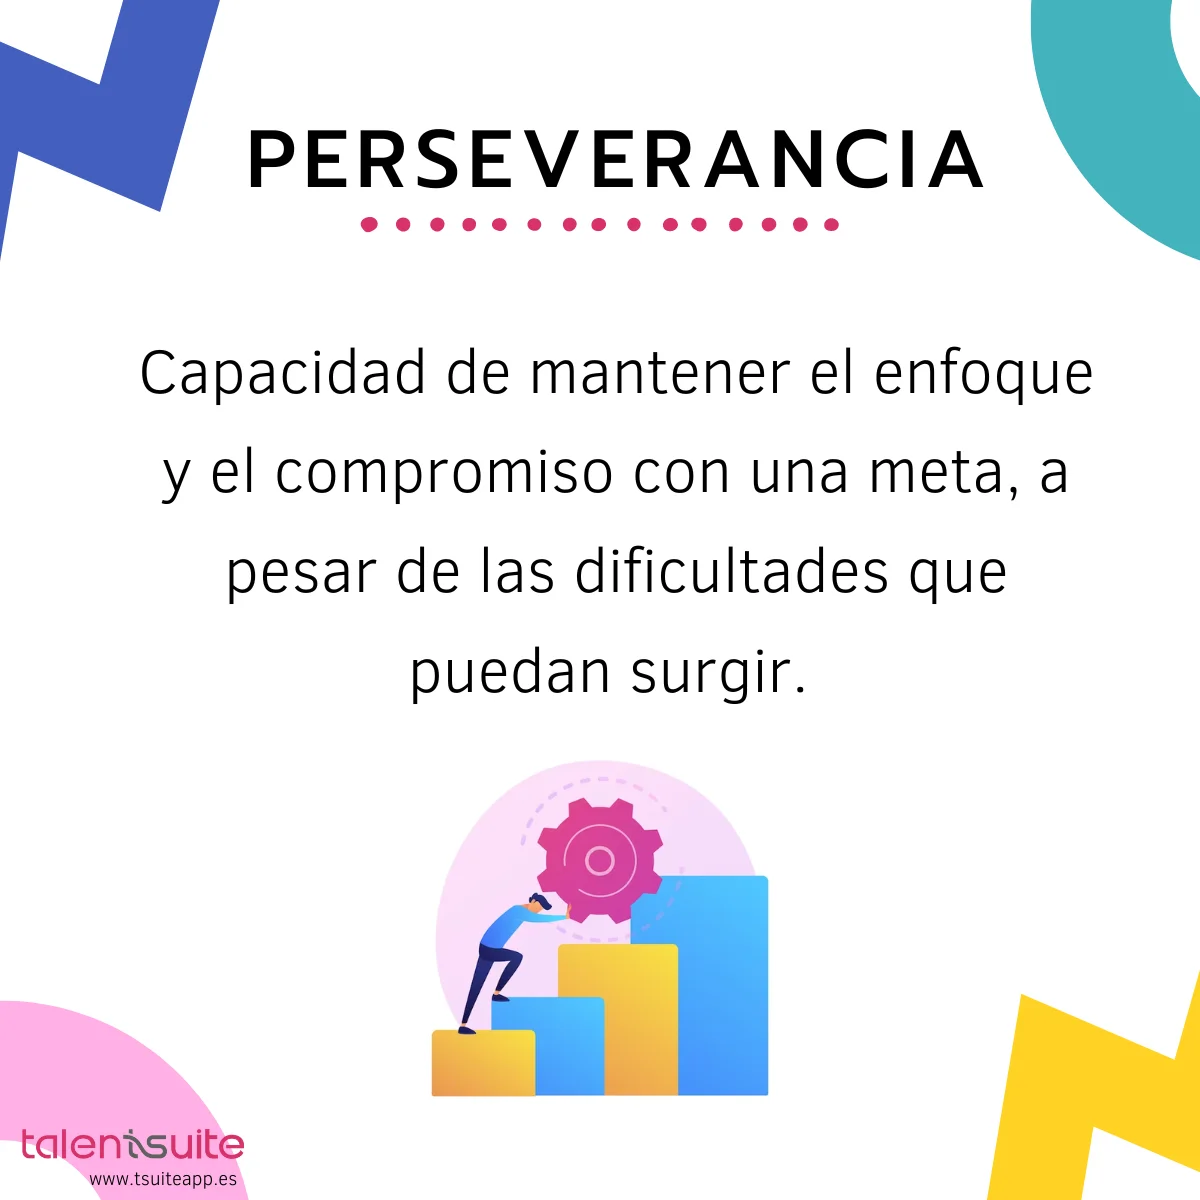 PERSEVERANCIA
Capacidad de mantener el enfoque
y el compromiso con una meta, a
pesar de las dificultades que
puedan surgir.
talentsuite
www.tsuiteapp.es